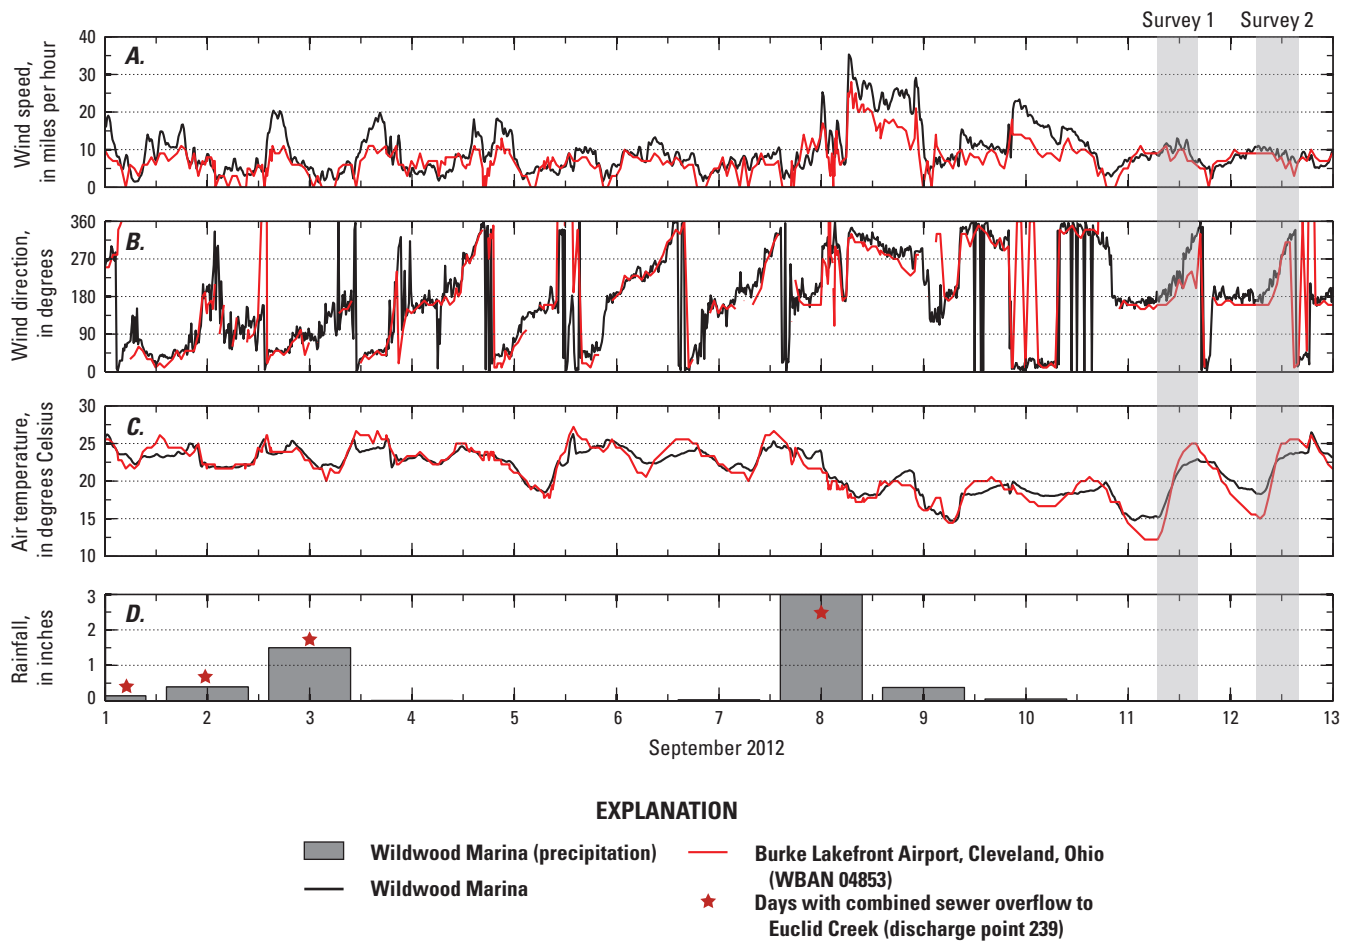 Survey 1 Survey 2
Wind speed,
in miles per hour
40
30
20
10
0
A.
Wind direction,
in degrees
360
270
180
90
0
B.
Air temperature,
in degrees Celsius
30
25
20
15
10
C.
Rainfall,
in inches
3
2
1
0
D.
1 2 3 4 5 6 7 8 9 10 11 12 13
September 2012
EXPLANATION
Wildwood Marina (precipitation)
Wildwood Marina
Burke Lakefront Airport, Cleveland, Ohio
(WBAN 04853)
Days with combined sewer overflow to
Euclid Creek (discharge point 239)